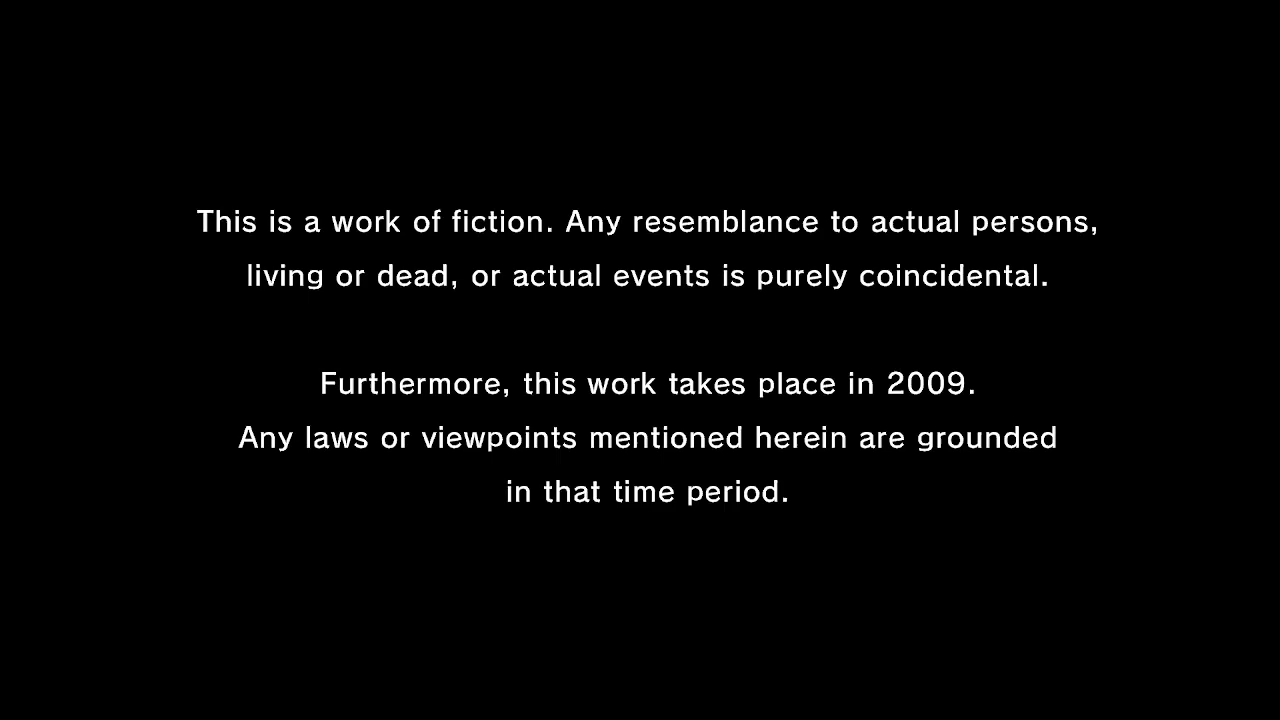 This is a work of fiction. Any resemblance to actual persons,
living or dead, or actual events is purely coincidental.
Furthermore, this work takes place in 2009.
Any laws or viewpoints mentioned herein are grounded
in that time period.